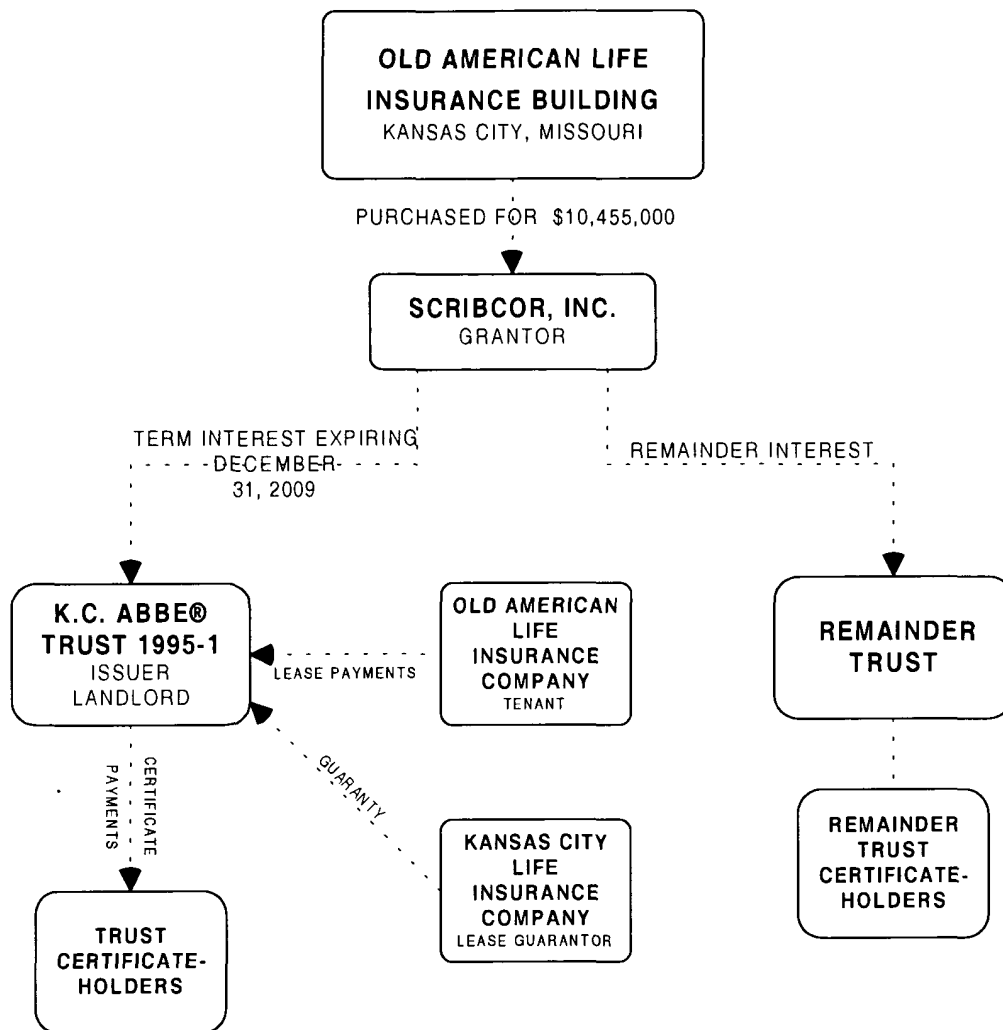 OLD AMERICAN LIFE
INSURANCE BUILDING
KANSAS CITY, MISSOURI
PURCHASED FOR $10,455,000
SCRIBCOR, INC.
GRANTOR
TERM INTEREST EXPIRING
DECEMBER
31, 2009
REMAINDER INTEREST
K.C. ABBE®
TRUST 1995-1
ISSUER
LANDLORD
LEASE PAYMENTS
OLD AMERICAN
LIFE
INSURANCE
COMPANY
TENANT
REMAINDER
TRUST
CERTIFICATE
PAYMENTS
GUARANTY
KANSAS CITY
LIFE
INSURANCE
COMPANY
LEASE GUARANTOR
REMAINDER
TRUST
CERTIFICATE-
HOLDERS
TRUST
CERTIFICATE-
HOLDERS